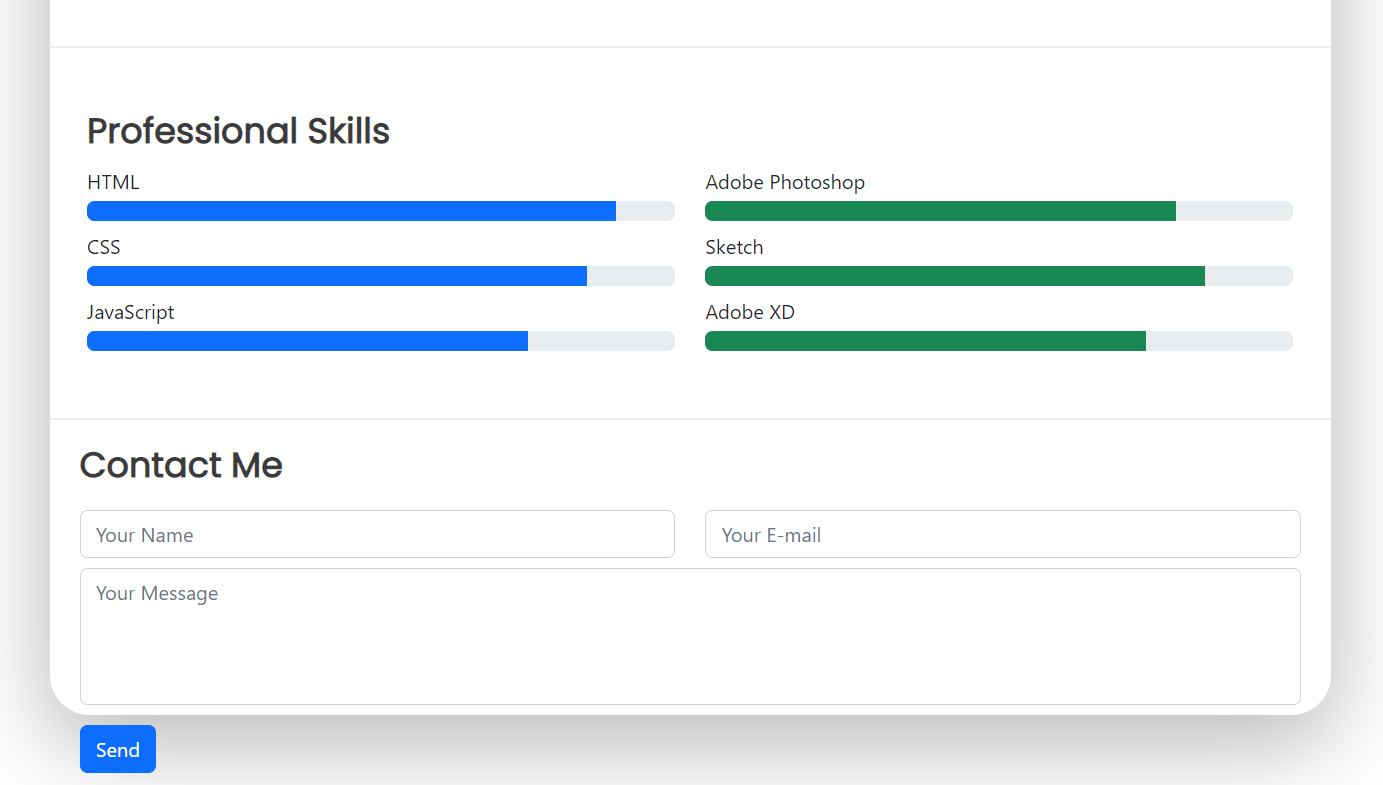 Professional Skills
HTML
Adobe Photoshop
CSS
Sketch
JavaScript
Adobe XD
Contact Me
Your Name
Your E-mail
Your Message
Send